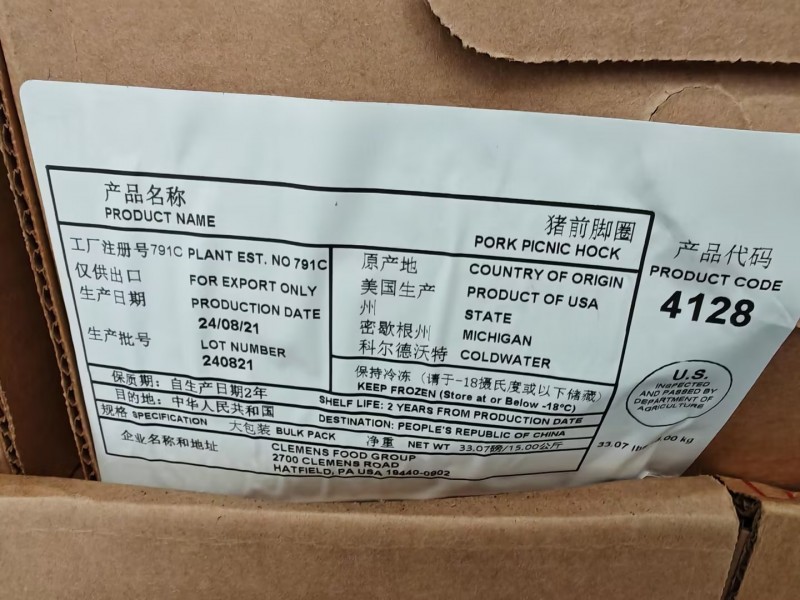 产品名称
PRODUCT NAME
猪前脚圈
PORK PICNIC HOCK
工厂注册号791C PLANT EST. NO 791C
仅供出口
FOR EXPORT ONLY
生产日期
PRODUCTION DATE
24/08/21
生产批号
LOT NUMBER
240821
原产地
COUNTRY OF ORIGIN
美国生产
PRODUCT OF USA
州
STATE
密歇根州
MICHIGAN
科尔德沃特
COLDWATER
保持冷冻(请于-18摄氏度或以下储藏)
KEEP FROZEN (Store at or Below -18°C)
保质期: 自生产日期2年
SHELF LIFE: 2 YEARS FROM PRODUCTION DATE
目的地: 中华人民共和国
DESTINATION: PEOPLE'S REPUBLIC OF CHINA
规格 SPECIFICATION 大包装 BULK PACK 净重 NET WT 33.07磅/15.00公斤
企业名称和地址
CLEMENS FOOD GROUP
2700 CLEMENS ROAD
HATFIELD, PA USA 19440-0902
产品代码
PRODUCT CODE
4128
U.S.
INSPECTED
AND PASSED BY
DEPARTMENT OF
AGRICULTURE
33.07 kg